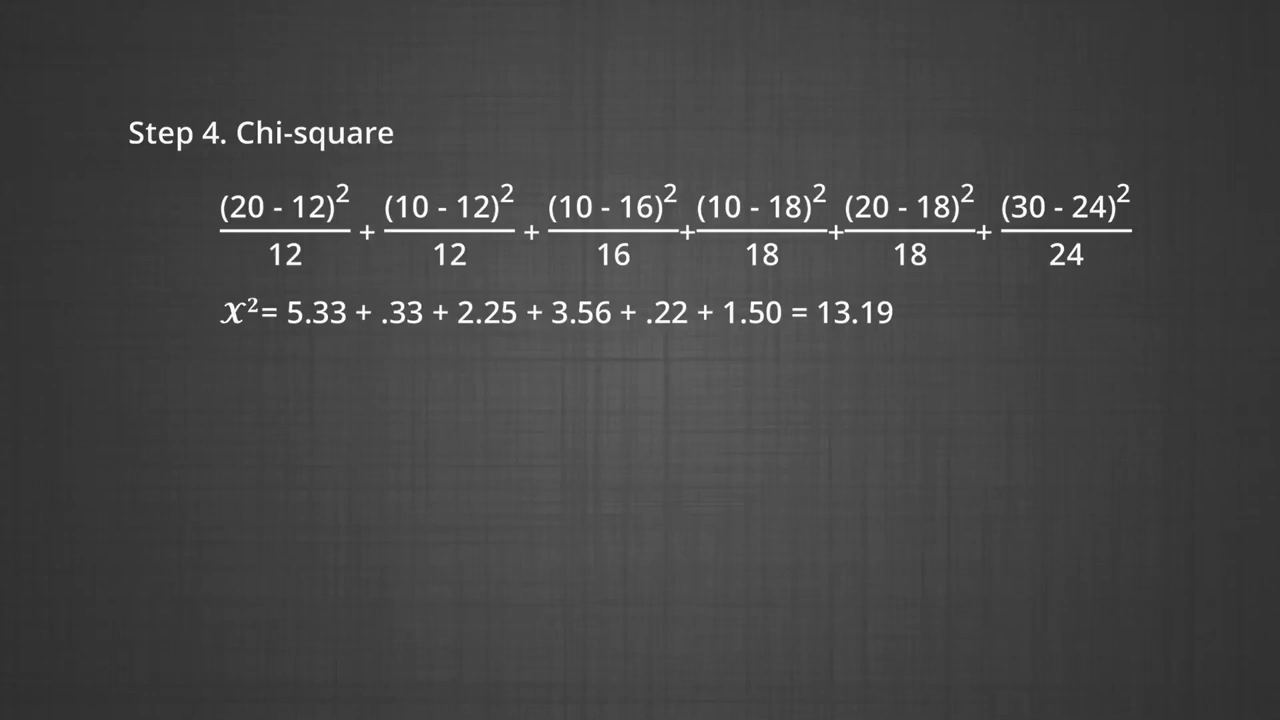 Step 4. Chi-square
(20 - 12)² + (10 - 12)² + (10 - 16)² + (10 - 18)² + (20 - 18)² + (30 - 24)²
12 12 16 18 18 24
𝒳²= 5.33 + .33 + 2.25 + 3.56 + .22 + 1.50 = 13.19